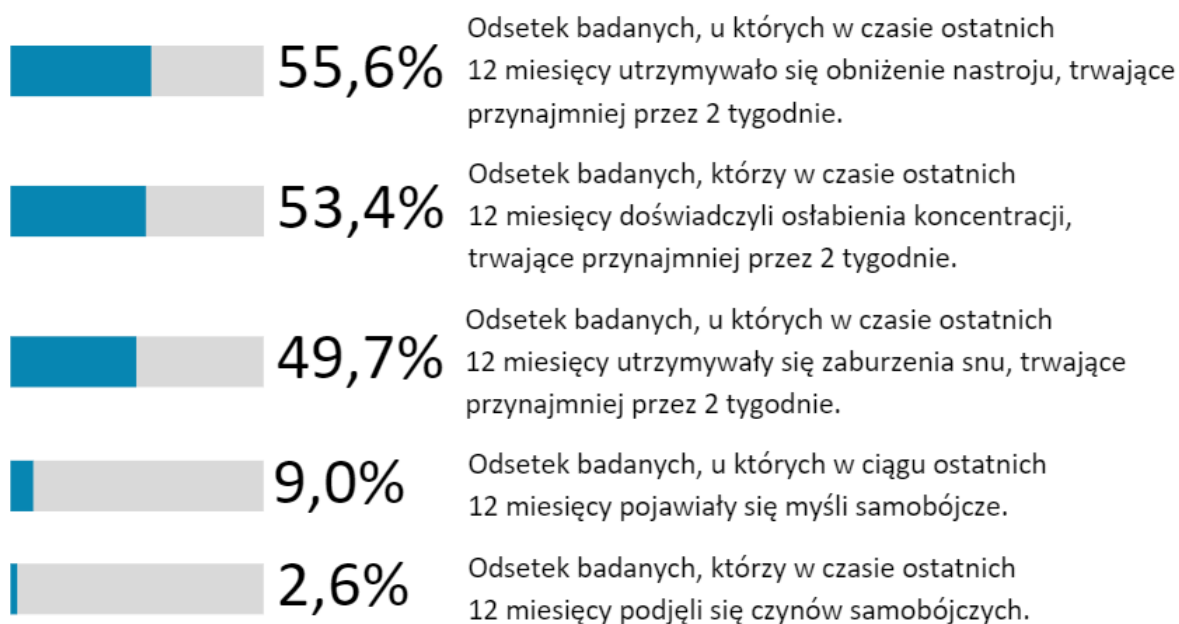 55,6%
Odsetek badanych, u których w czasie ostatnich
12 miesięcy utrzymywało się obniżenie nastroju, trwające
przynajmniej przez 2 tygodnie.
53,4%
Odsetek badanych, którzy w czasie ostatnich
12 miesięcy doświadczyli osłabienia koncentracji,
trwające przynajmniej przez 2 tygodnie.
49,7%
Odsetek badanych, u których w czasie ostatnich
12 miesięcy utrzymywały się zaburzenia snu, trwające
przynajmniej przez 2 tygodnie.
9,0%
Odsetek badanych, u których w ciągu ostatnich
12 miesięcy pojawiały się myśli samobójcze.
2,6%
Odsetek badanych, którzy w czasie ostatnich
12 miesięcy podjęli się czynów samobójczych.